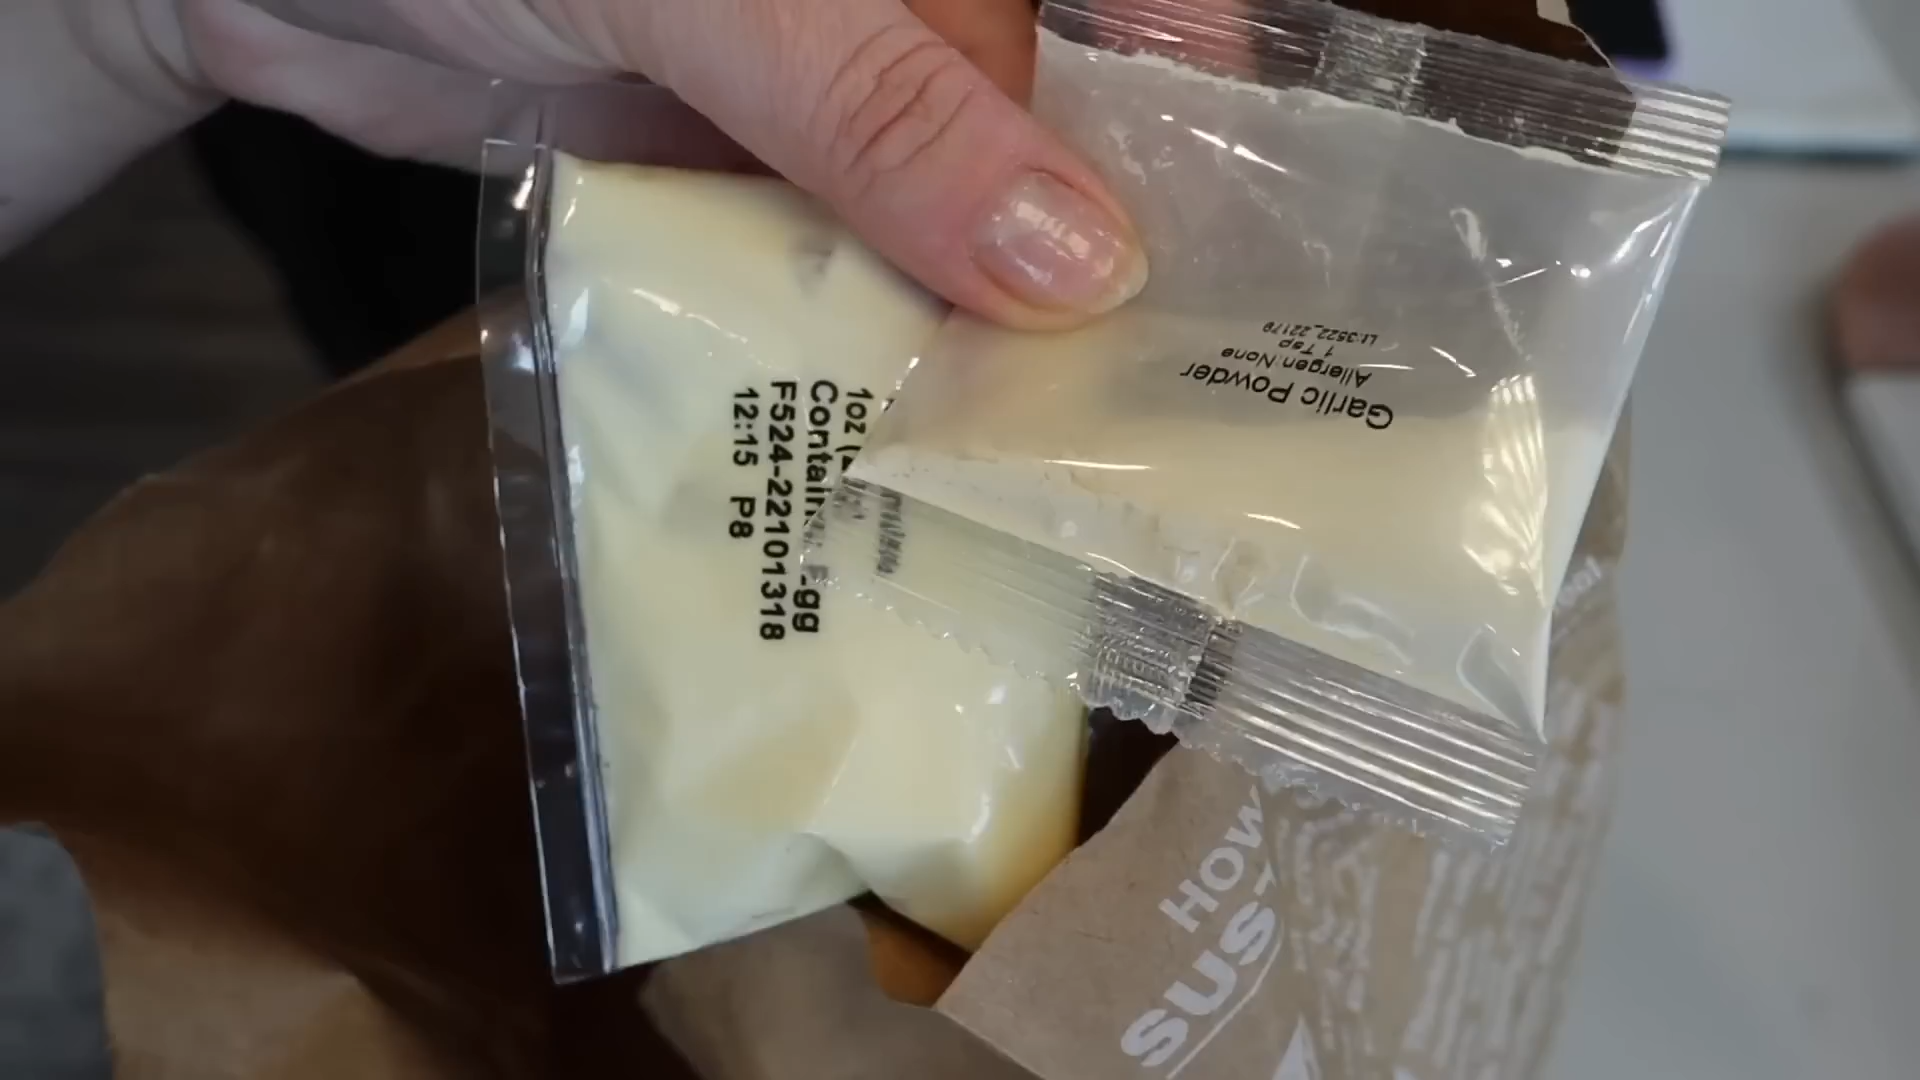 1oz
Contains: Egg
F524-22101318
12:15 P8
Garlic Powder
Allergen:None
1 Tsp
Lt:3522_22179
HOW
SUS